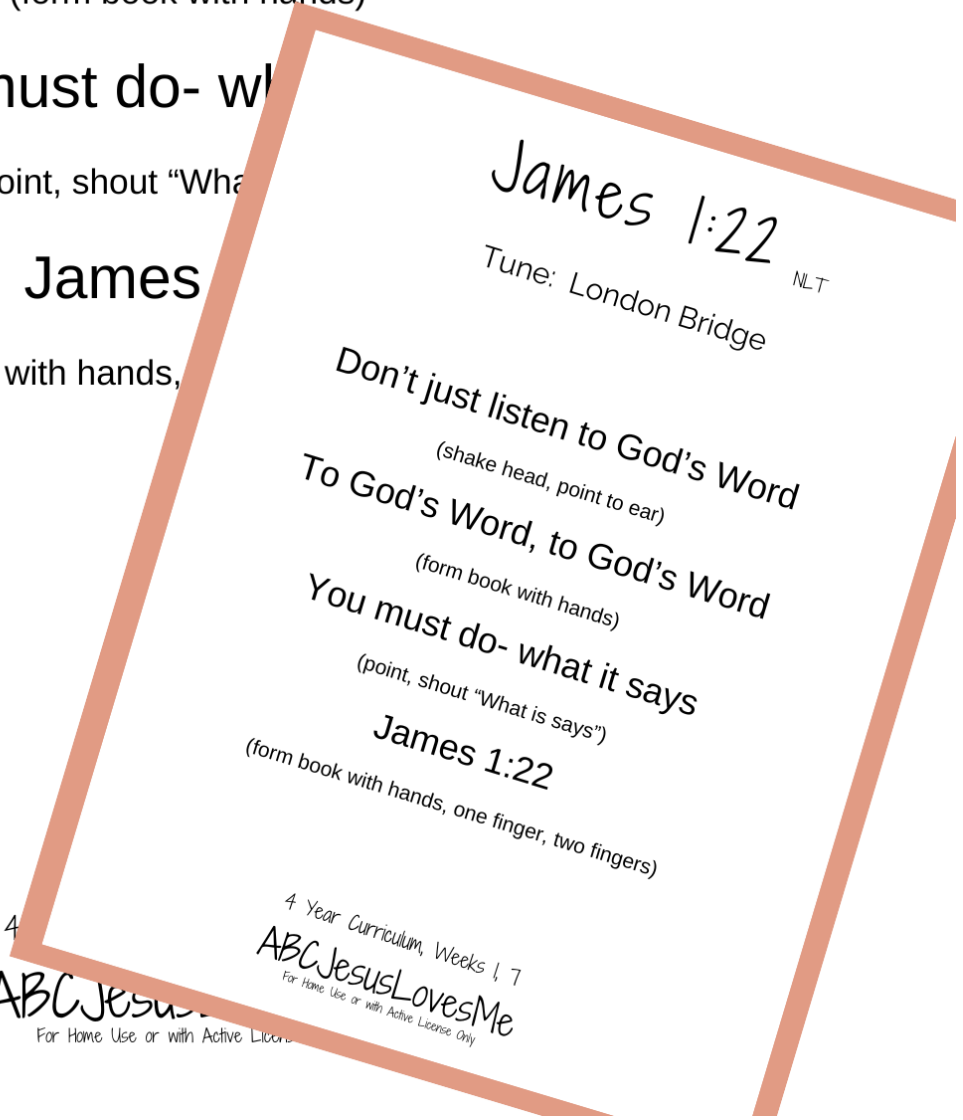 (form book with hands)
must do- wh
oint, shout “Wha
James
with hands,
4
ABCJesus
For Home Use or with Active Licens
James 1:22
NLT
Tune: London Bridge
Don’t just listen to God’s Word
(shake head, point to ear)
To God’s Word, to God’s Word
(form book with hands)
You must do- what it says
(point, shout “What is says”)
James 1:22
(form book with hands, one finger, two fingers)
4 Year Curriculum, Weeks 1, 7
ABCJesusLovesMe
For Home Use or with Active License Only